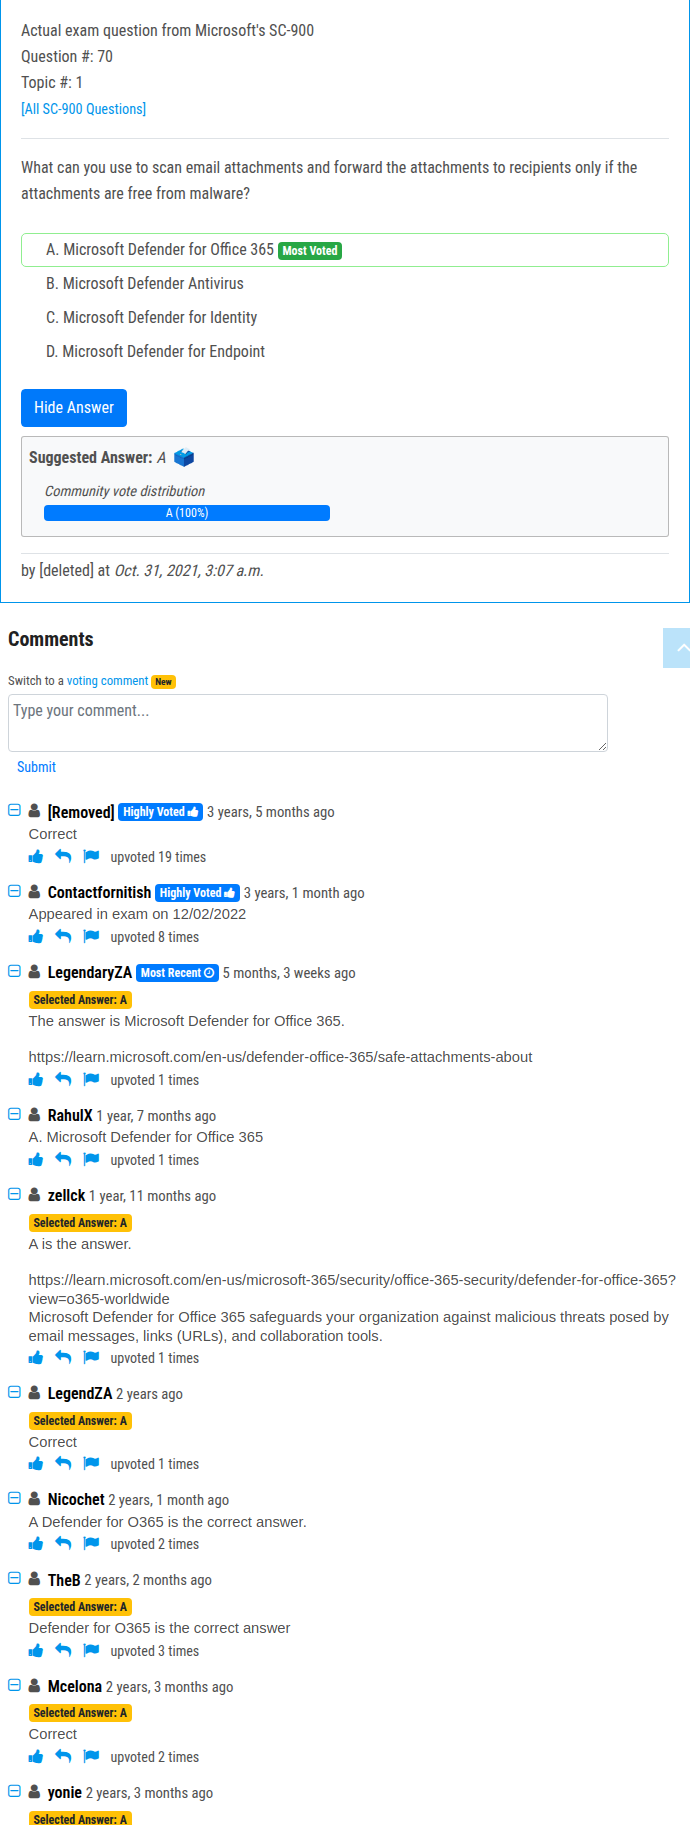 Actual exam question from Microsoft's SC-900
Question #: 70
Topic #: 1
[All SC-900 Questions]
What can you use to scan email attachments and forward the attachments to recipients only if the
attachments are free from malware?
A. Microsoft Defender for Office 365 Most Voted
B. Microsoft Defender Antivirus
C. Microsoft Defender for Identity
D. Microsoft Defender for Endpoint
Hide Answer
Suggested Answer: A
Community vote distribution
A (100%)
by [deleted] at Oct. 31, 2021, 3:07 a.m.
Comments
Switch to a voting comment New
Type your comment...
Submit
[Removed] Highly Voted 3 years, 5 months ago
Correct
upvoted 19 times
Contactfornitish Highly Voted 3 years, 1 month ago
Appeared in exam on 12/02/2022
upvoted 8 times
LegendaryZA Most Recent 5 months, 3 weeks ago
Selected Answer: A
The answer is Microsoft Defender for Office 365.
https://learn.microsoft.com/en-us/defender-office-365/safe-attachments-about
upvoted 1 times
RahulX 1 year, 7 months ago
A. Microsoft Defender for Office 365
upvoted 1 times
zellck 1 year, 11 months ago
Selected Answer: A
A is the answer.
https://learn.microsoft.com/en-us/microsoft-365/security/office-365-security/defender-for-office-365?
view=o365-worldwide
Microsoft Defender for Office 365 safeguards your organization against malicious threats posed by
email messages, links (URLs), and collaboration tools.
upvoted 1 times
LegendZA 2 years ago
Selected Answer: A
Correct
upvoted 1 times
Nicochet 2 years, 1 month ago
A Defender for O365 is the correct answer.
upvoted 2 times
TheB 2 years, 2 months ago
Selected Answer: A
Defender for O365 is the correct answer
upvoted 3 times
Mcelona 2 years, 3 months ago
Selected Answer: A
Correct
upvoted 2 times
yonie 2 years, 3 months ago
Selected Answer: A